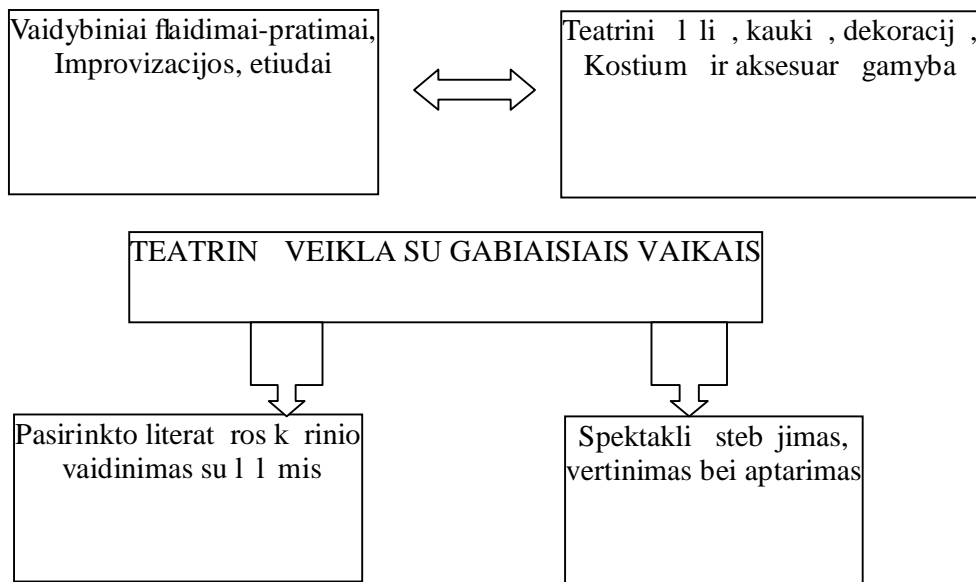 Vaidybiniai flaidimai-pratimai,
Improvizacijos, etiudai
Teatrini l li , kauki , dekoracij ,
Kostium ir aksesuar gamyba
TEATRIN VEIKLA SU GABIAISIAIS VAIKAIS
Pasirinkto literat ros k rinio
vaidinimas su l l mis
Spektakli steb jimas,
vertinimas bei aptarimas